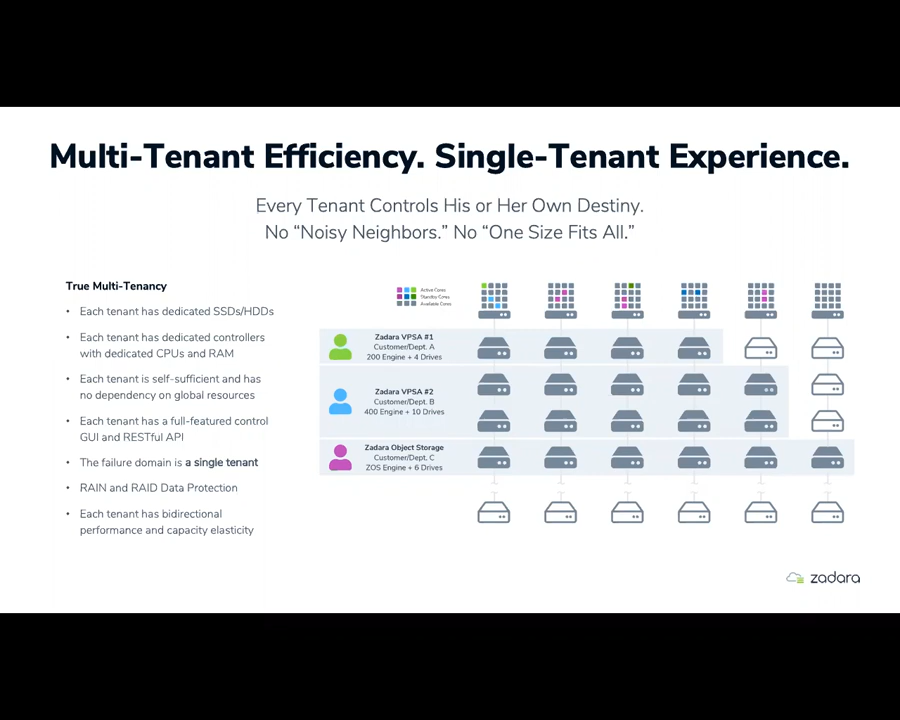 Multi-Tenant Efficiency. Single-Tenant Experience.
Every Tenant Controls His or Her Own Destiny.
No “Noisy Neighbors.” No “One Size Fits All.”
True Multi-Tenancy
• Each tenant has dedicated SSDs/HDDs
• Each tenant has dedicated controllers
with dedicated CPUs and RAM
• Each tenant is self-sufficient and has
no dependency on global resources
• Each tenant has a full-featured control
GUI and RESTful API
• The failure domain is a single tenant
• RAIN and RAID Data Protection
• Each tenant has bidirectional
performance and capacity elasticity
Active Cores
Standby Cores
Available Cores
Zadara VPSA #1
Customer/Dept. A
200 Engine + 4 Drives
Zadara VPSA #2
Customer/Dept. B
400 Engine + 10 Drives
Zadara Object Storage
Customer/Dept. C
ZOS Engine + 6 Drives
zadara